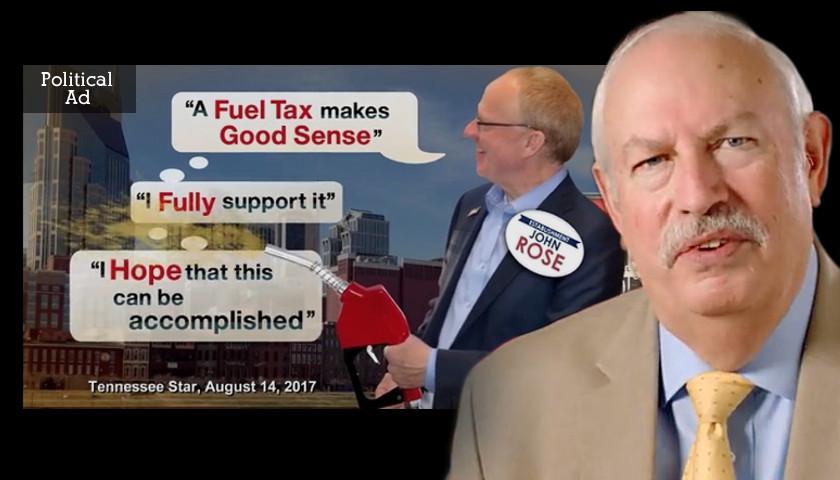 Political
Ad
“A Fuel Tax makes
Good Sense”
“I Fully support it”
“I Hope that this
can be
accomplished”
ESTABLISHMENT
JOHN
ROSE
Tennessee Star, August 14, 2017